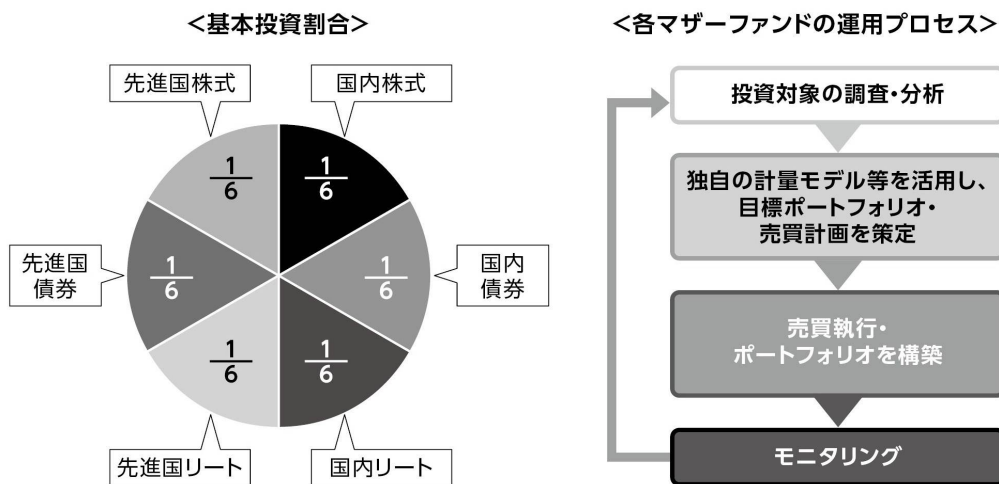 <基本投資割合>
先進国株式
国内株式
1
6
1
6
先進国
債券
1
6
1
6
国内
債券
1
6
1
6
先進国リート
国内リート
<各マザーファンドの運用プロセス>
投資対象の調査・分析
独自の計量モデル等を活用し、
目標ポートフォリオ・
売買計画を策定
売買執行・
ポートフォリオを構築
モニタリング